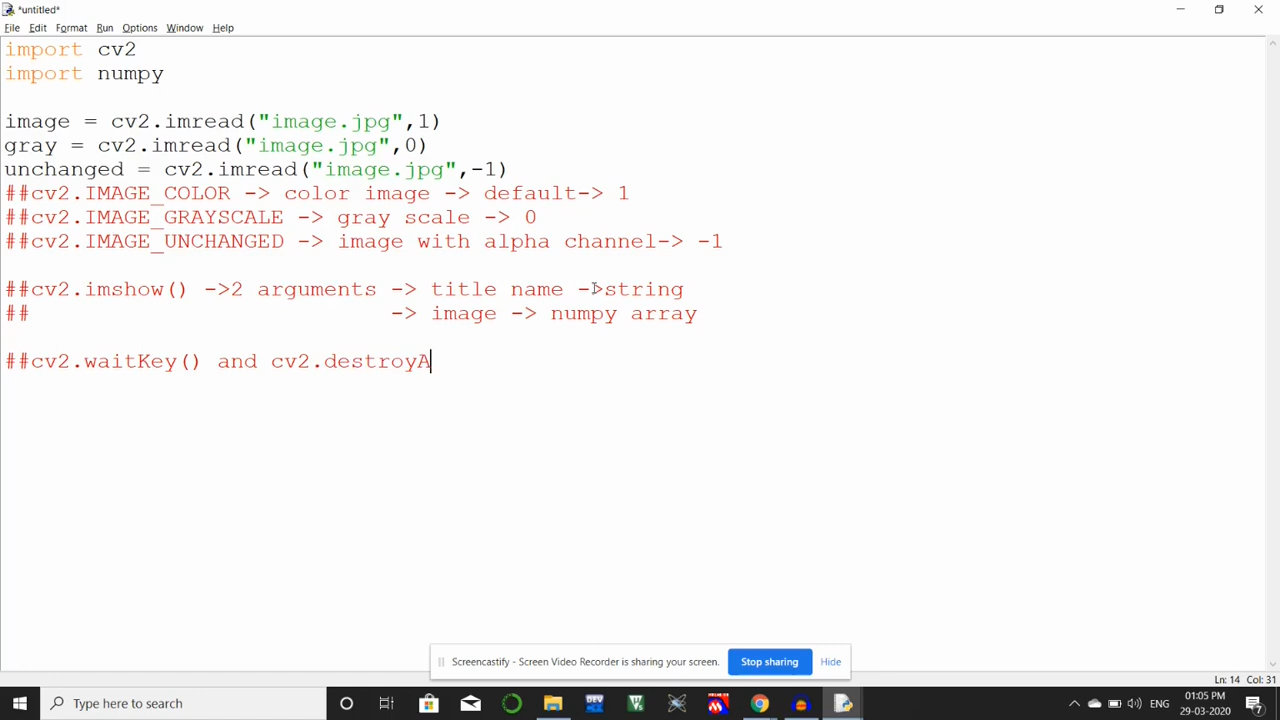 *untitled*
File Edit Format Run Options Window Help
import cv2
import numpy
image = cv2.imread("image.jpg",1)
gray = cv2.imread("image.jpg",0)
unchanged = cv2.imread("image.jpg",-1)
##cv2.IMAGE_COLOR -> color image -> default-> 1
##cv2.IMAGE_GRAYSCALE -> gray scale -> 0
##cv2.IMAGE_UNCHANGED -> image with alpha channel-> -1
##cv2.imshow() ->2 arguments -> title name ->string
## -> image -> numpy array
##cv2.waitKey() and cv2.destroyA
Screencastify - Screen Video Recorder is sharing your screen. Stop sharing Hide
Ln: 14 Col: 31
Type here to search
DEV
ENG
01:05 PM
29-03-2020
7